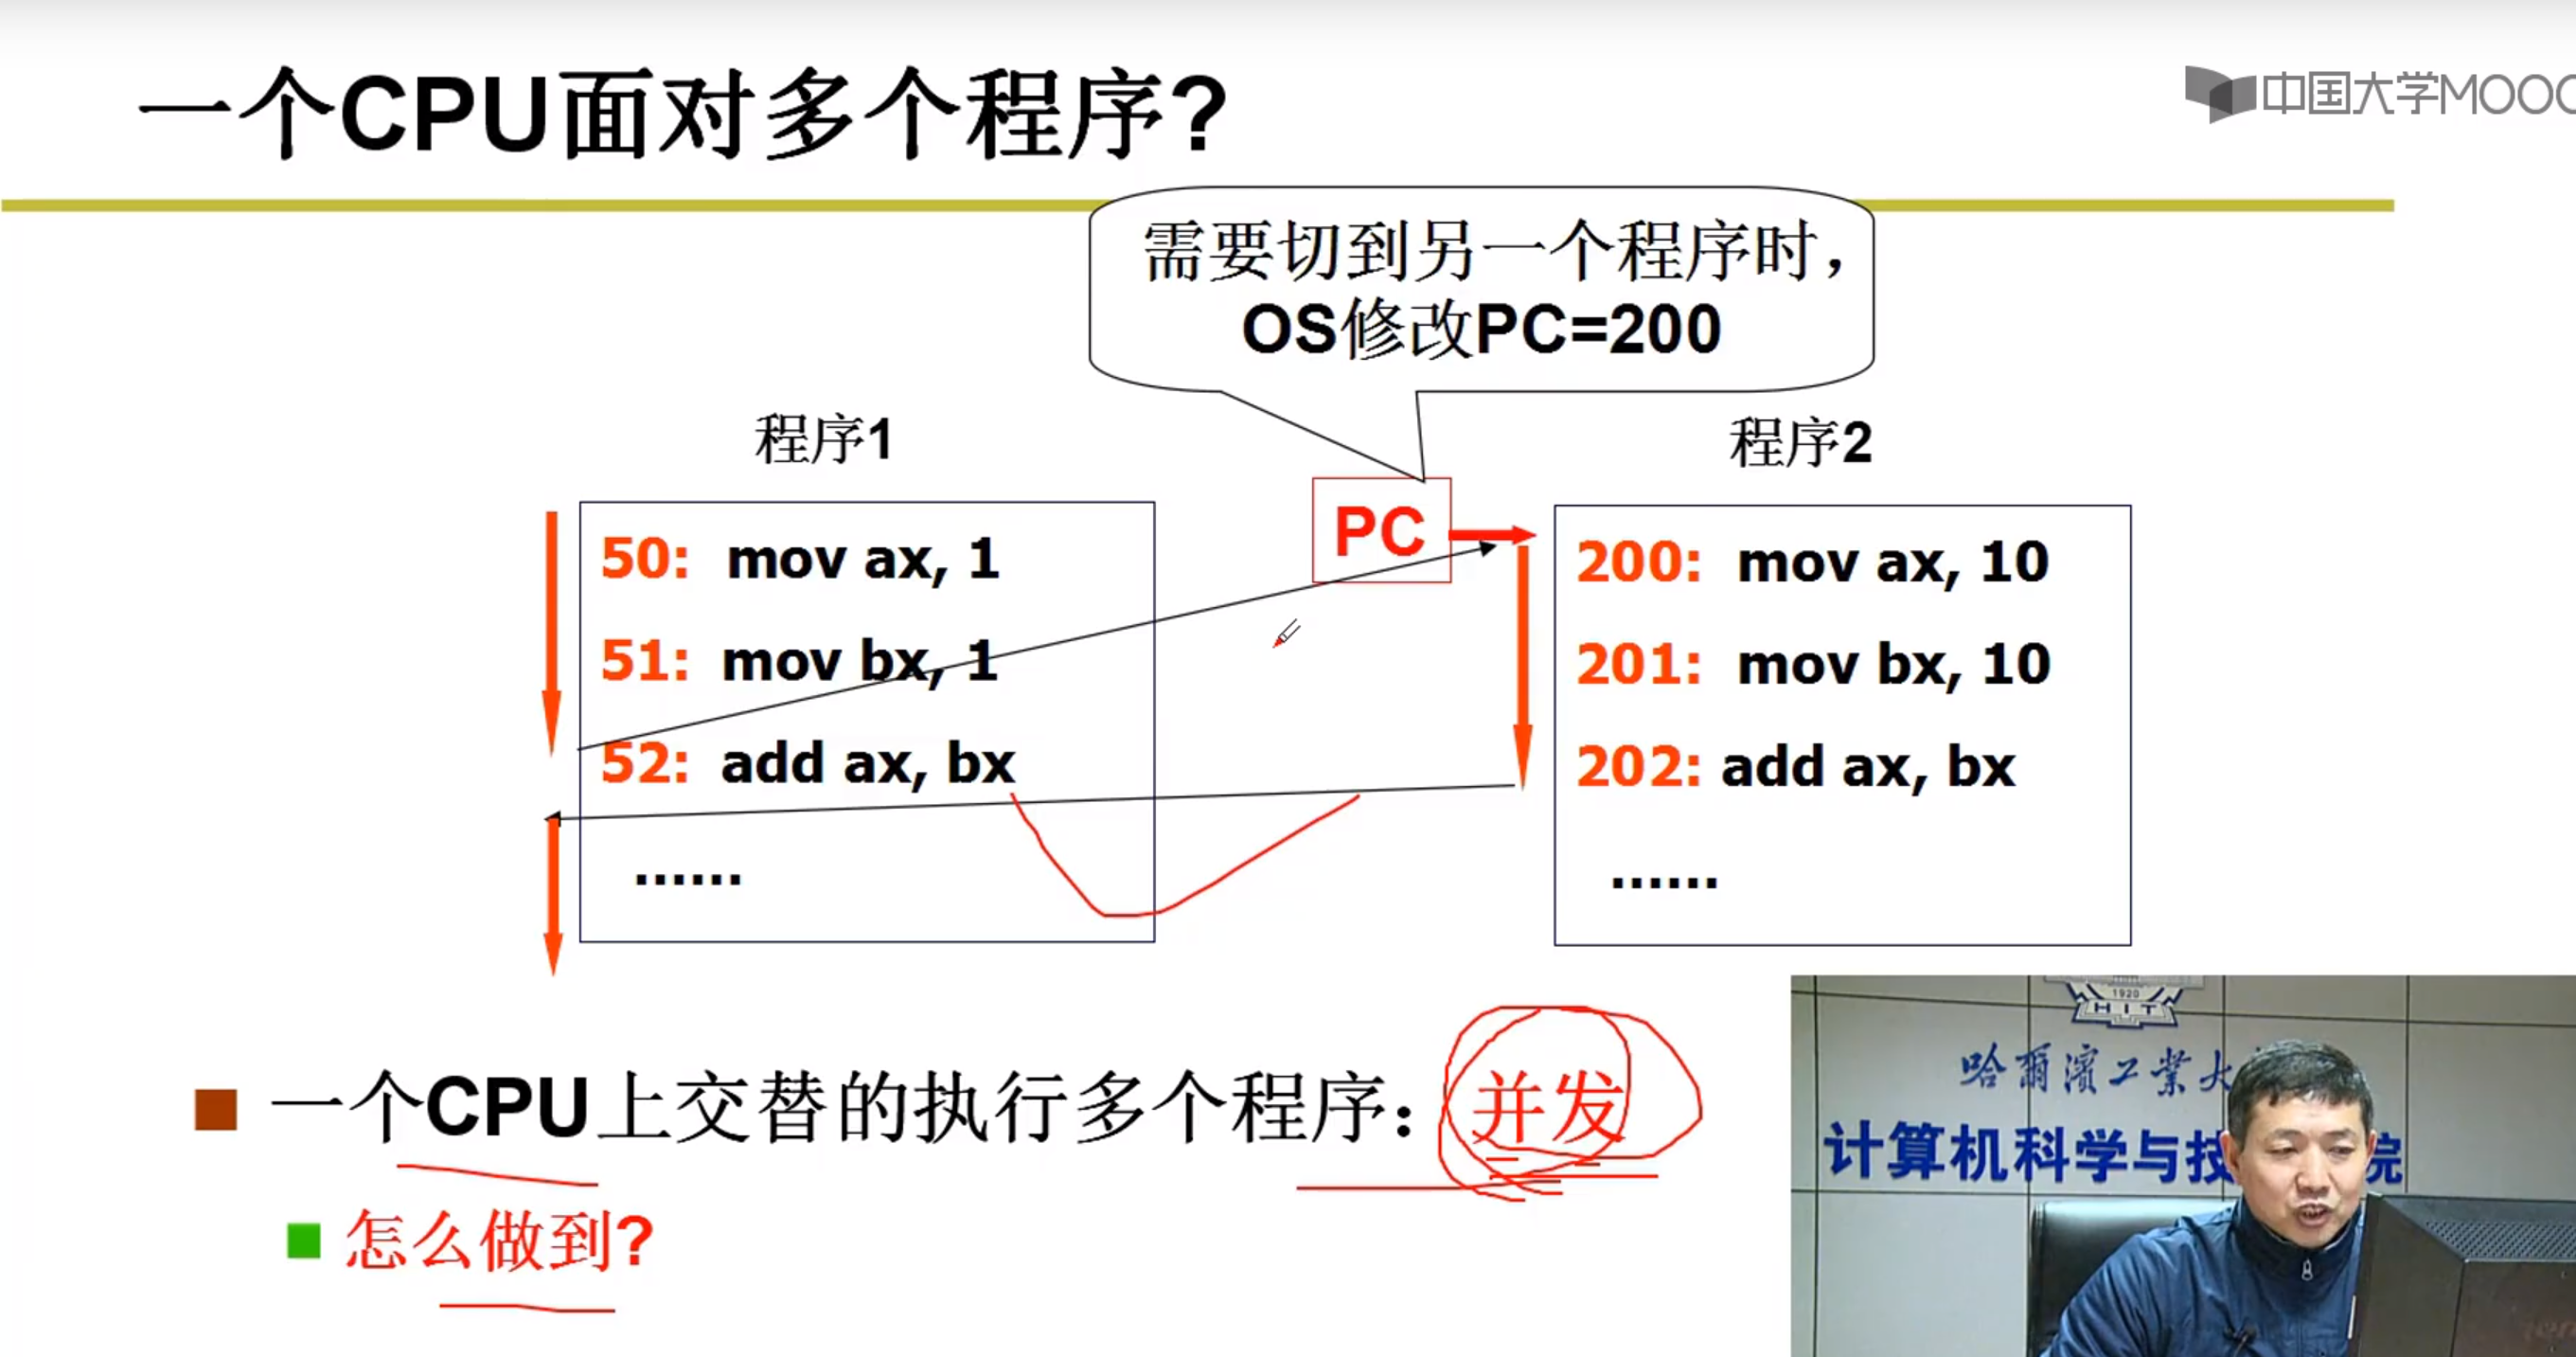 一个CPU面对多个程序?
中国大学MOOC
需要切到另一个程序时，
OS修改PC=200
程序1
程序2
PC
50: mov ax, 1
51: mov bx, 1
52: add ax, bx
......
200: mov ax, 10
201: mov bx, 10
202: add ax, bx
......
一个CPU上交替的执行多个程序：并发
怎么做到?
1920
HIT
哈爾濱工業大
计算机科学与技 院